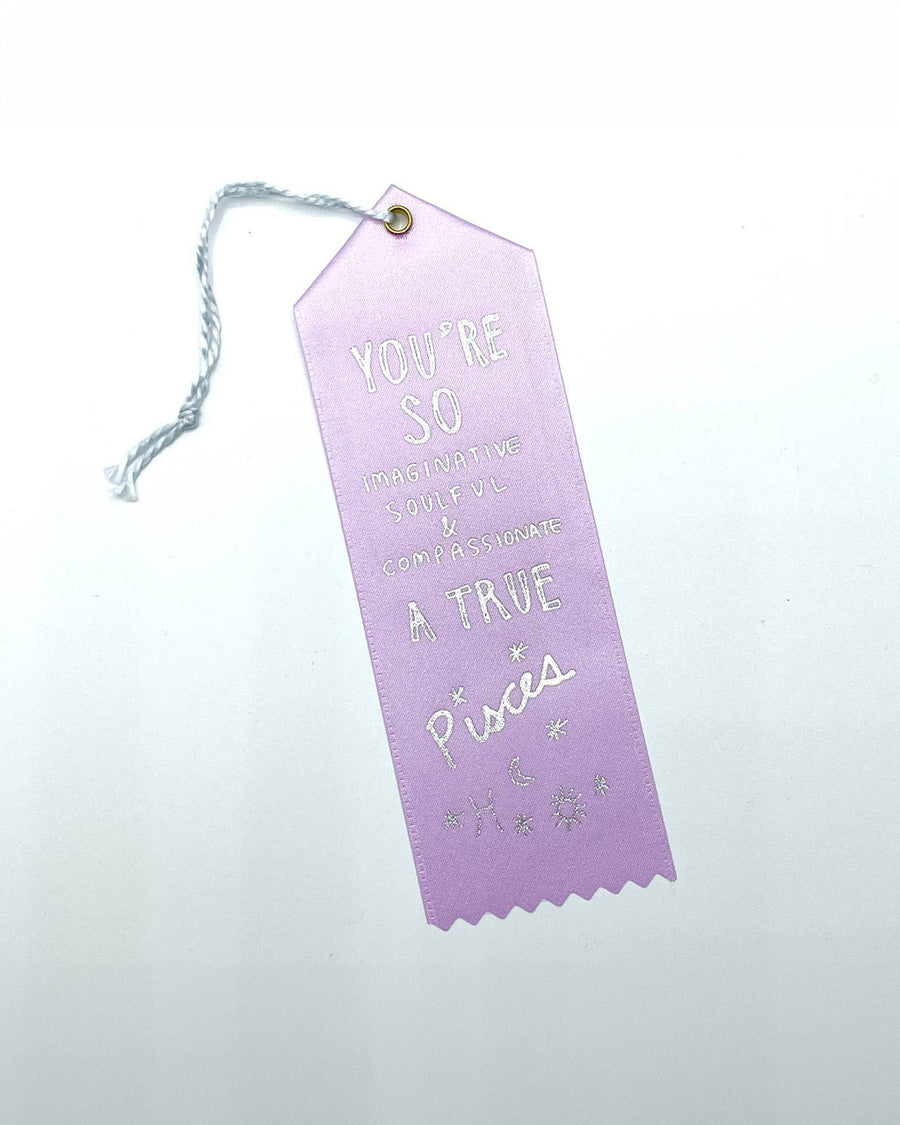 YOU'RE
SO
IMAGINATIVE
SOULFUL
&
COMPASSIONATE
A TRUE
Pisces